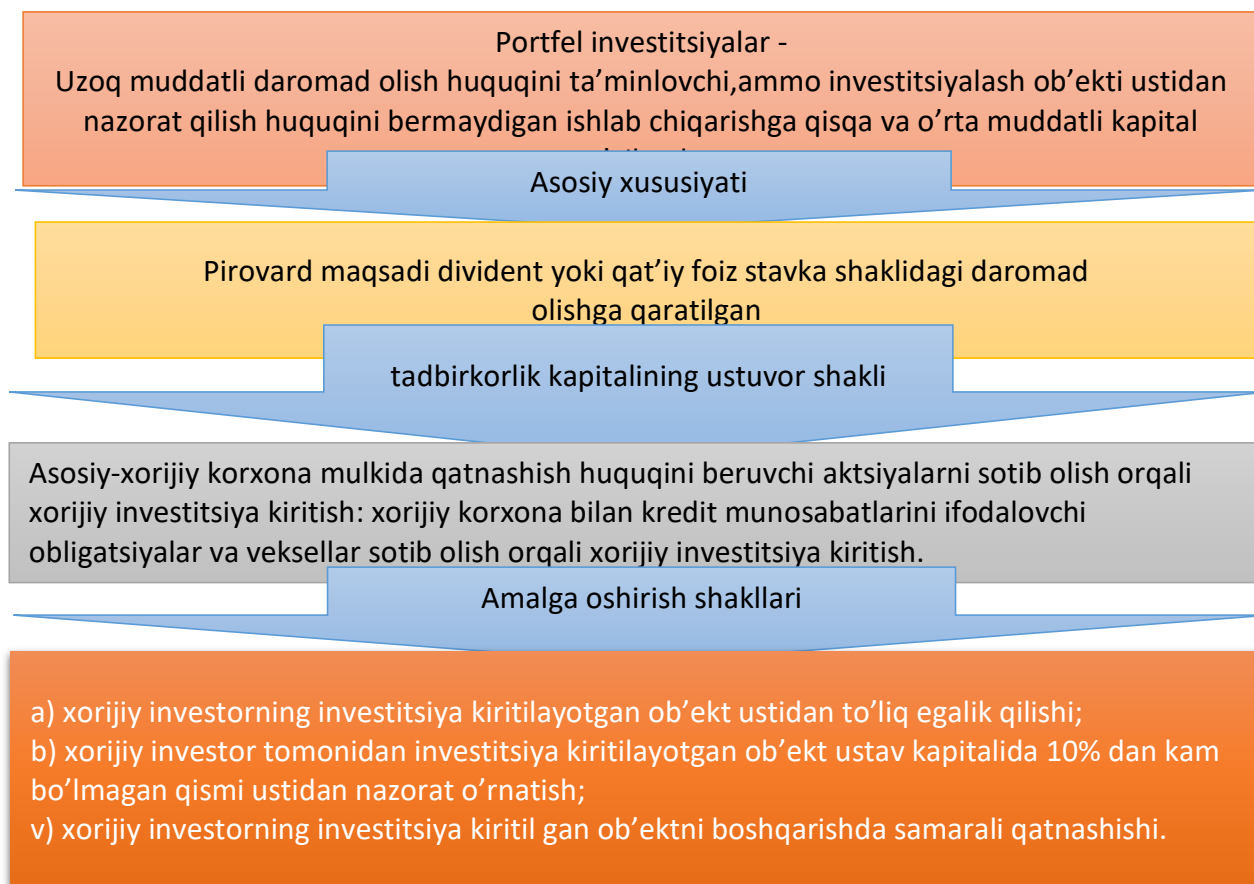 Portfel investitsiyalar -
Uzoq muddatli daromad olish huquqini ta’minlovchi,ammo investitsiyalash ob’ekti ustidan
nazorat qilish huquqini bermaydigan ishlab chiqarishga qisqa va o’rta muddatli kapital
Asosiy xususiyati
Pirovard maqsadi divident yoki qat’iy foiz stavka shaklidagi daromad
olishga qaratilgan
tadbirkorlik kapitalining ustuvor shakli
Asosiy-xorijiy korxona mulkida qatnashish huquqini beruvchi aktsiyalarni sotib olish orqali
xorijiy investitsiya kiritish: xorijiy korxona bilan kredit munosabatlarini ifodalovchi
obligatsiyalar va veksellar sotib olish orqali xorijiy investitsiya kiritish.
Amalga oshirish shakllari
a) xorijiy investorning investitsiya kiritilayotgan ob’ekt ustidan to’liq egalik qilishi;
b) xorijiy investor tomonidan investitsiya kiritilayotgan ob’ekt ustav kapitalida 10% dan kam
bo’lmagan qismi ustidan nazorat o’rnatish;
v) xorijiy investorning investitsiya kiritil gan ob’ektni boshqarishda samarali qatnashishi.